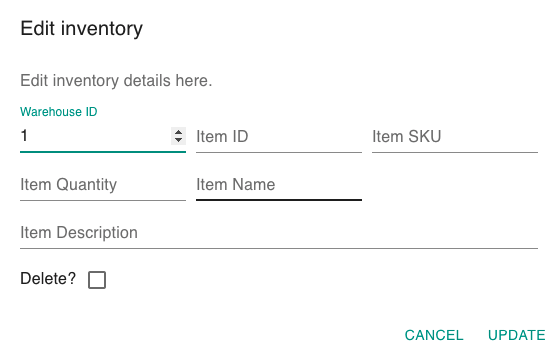 Edit inventory
Edit inventory details here.
Warehouse ID
1 Item ID Item SKU
Item Quantity Item Name
Item Description
Delete?
CANCEL UPDATE